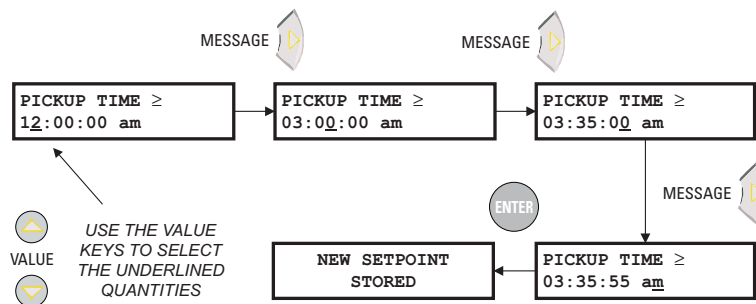 MESSAGE
MESSAGE
PICKUP TIME ≥
12:00:00 am
PICKUP TIME ≥
03:00:00 am
PICKUP TIME ≥
03:35:00 am
MESSAGE
ENTER
VALUE
USE THE VALUE
KEYS TO SELECT
THE UNDERLINED
QUANTITIES
NEW SETPOINT
STORED
PICKUP TIME ≥
03:35:55 am